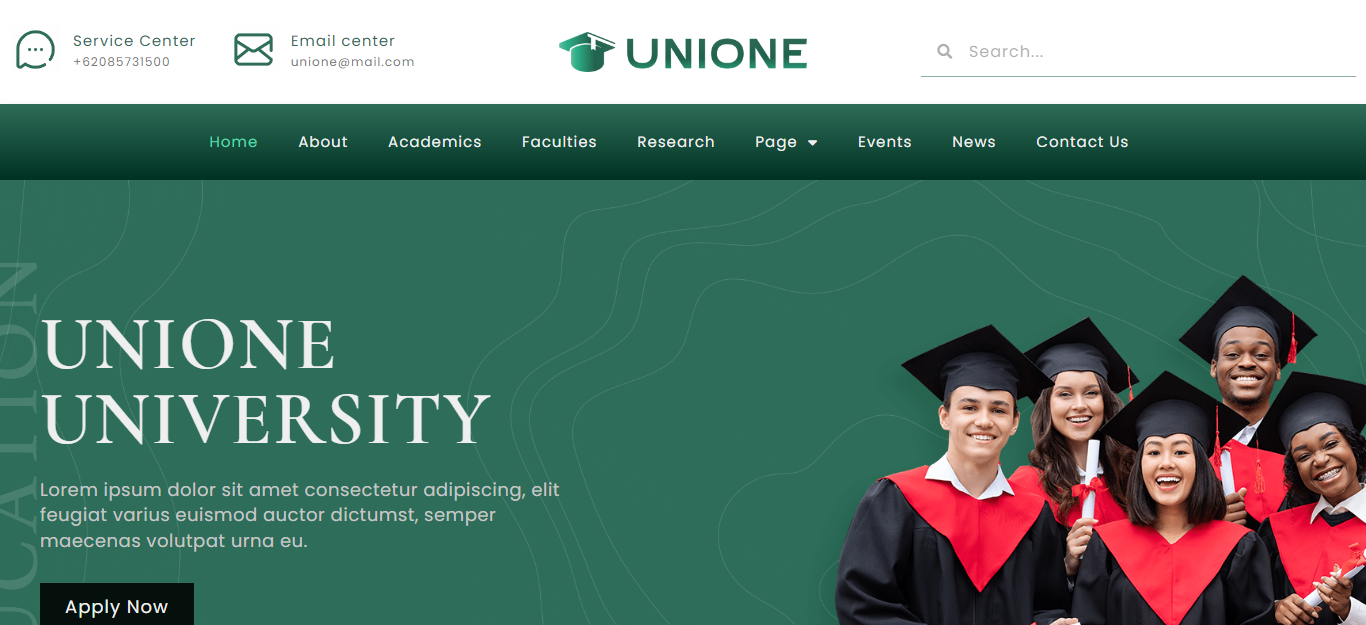 Service Center
+62085731500
Email center
unione@mail.com
UNIONE
Search...
Home About Academics Faculties Research Page Events News Contact Us
UNIONE
UNIVERSITY
Lorem ipsum dolor sit amet consectetur adipiscing, elit
feugiat varius euismod auctor dictumst, semper
maecenas volutpat urna eu.
Apply Now